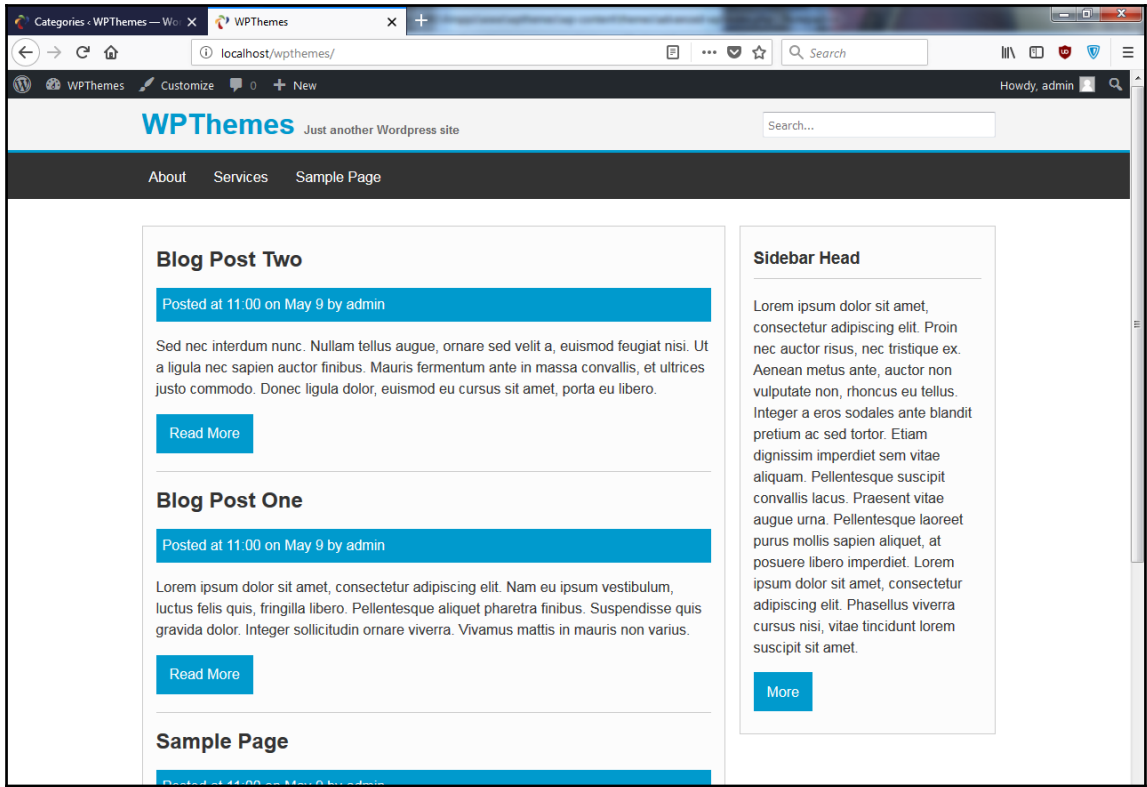 Categories ‹ WPThemes — Wo
WPThemes
localhost/wpthemes/
Search
WPThemes
Customize
0
New
Howdy, admin
WPThemes
Just another Wordpress site
Search...
About
Services
Sample Page
Blog Post Two
Posted at 11:00 on May 9 by admin
Sed nec interdum nunc. Nullam tellus augue, ornare sed velit a, euismod feugiat nisi. Ut
a ligula nec sapien auctor finibus. Mauris fermentum ante in massa convallis, et ultrices
justo commodo. Donec ligula dolor, euismod eu cursus sit amet, porta eu libero.
Read More
Blog Post One
Posted at 11:00 on May 9 by admin
Lorem ipsum dolor sit amet, consectetur adipiscing elit. Nam eu ipsum vestibulum,
luctus felis quis, fringilla libero. Pellentesque aliquet pharetra finibus. Suspendisse quis
gravida dolor. Integer sollicitudin ornare viverra. Vivamus mattis in mauris non varius.
Read More
Sample Page
Posted at 11:00 on May 9 by admin
Sidebar Head
Lorem ipsum dolor sit amet,
consectetur adipiscing elit. Proin
nec auctor risus, nec tristique ex.
Aenean metus ante, auctor non
vulputate non, rhoncus eu tellus.
Integer a eros sodales ante blandit
pretium ac sed tortor. Etiam
dignissim imperdiet sem vitae
aliquam. Pellentesque suscipit
convallis lacus. Praesent vitae
augue urna. Pellentesque laoreet
purus mollis sapien aliquet, at
posuere libero imperdiet. Lorem
ipsum dolor sit amet, consectetur
adipiscing elit. Phasellus viverra
cursus nisi, vitae tincidunt lorem
suscipit sit amet.
More